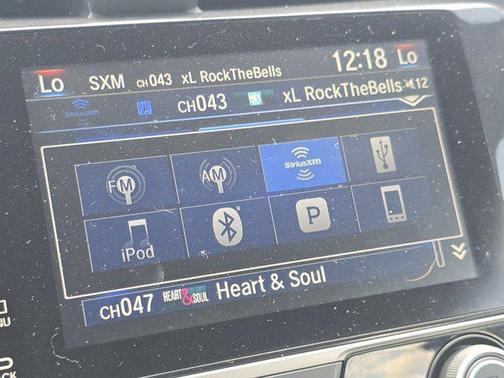 Lo SXM CH043 xL RockTheBells 12:18 Lo
SiriusXM CH043 xL RockTheBells 12
FM AM SiriusXM
iPod P
CH047 HEART & SOUL Heart & Soul